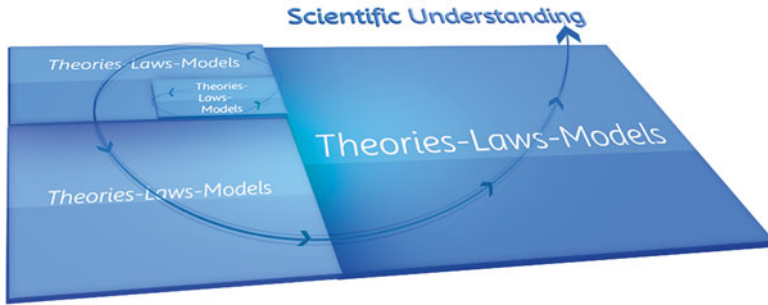 Scientific Understanding
Theories-Laws-Models
Theories-
Laws-
Models
Theories-Laws-Models
Theories-Laws-Models